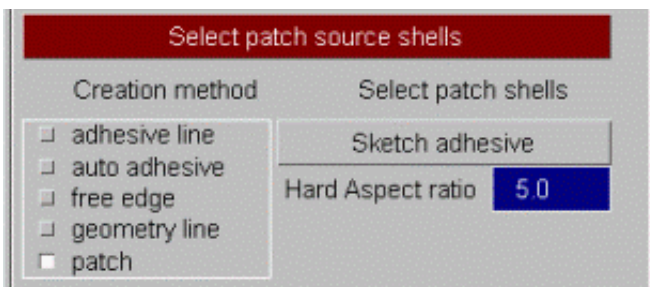 Select patch source shells
Creation method
Select patch shells
adhesive line
auto adhesive
free edge
geometry line
patch
Sketch adhesive
Hard Aspect ratio 5.0